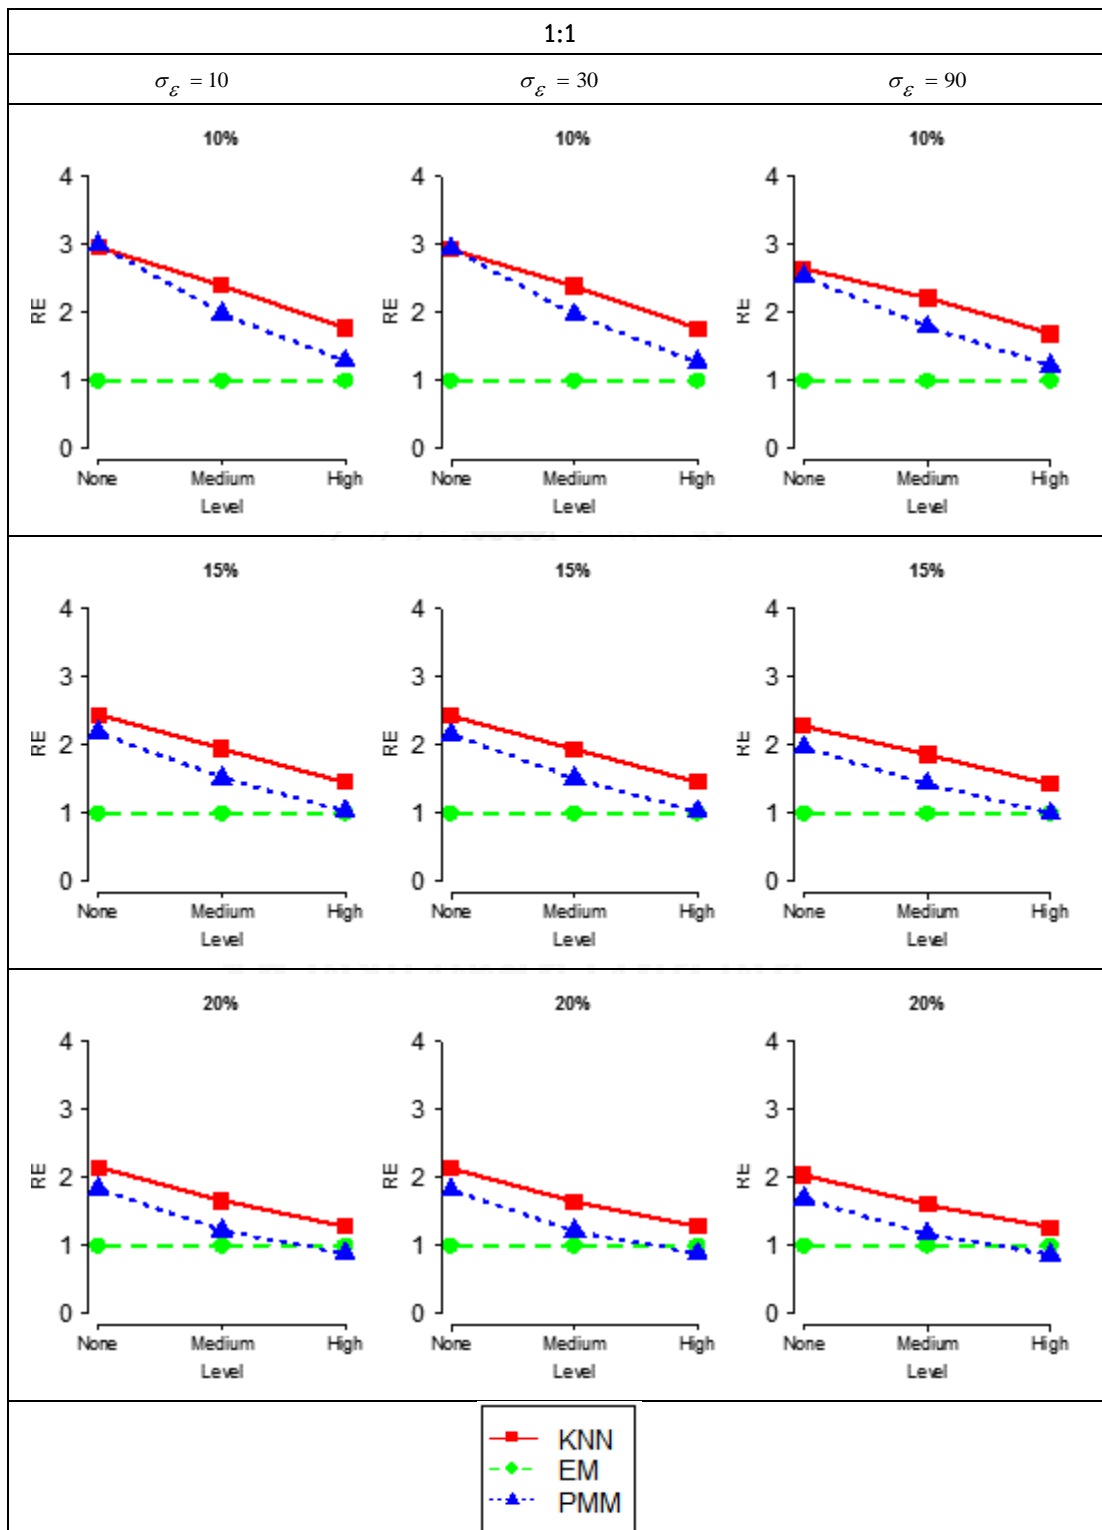 1:1
σε = 10 σε = 30 σε = 90
10% 10% 10%
4 4 4
3 3 3
RE 2 RE 2 RE 2
1 1 1
0 0 0
None Medium High None Medium High None Medium High
Level Level Level
15% 15% 15%
4 4 4
3 3 3
RE 2 RE 2 RE 2
1 1 1
0 0 0
None Medium High None Medium High None Medium High
Level Level Level
20% 20% 20%
4 4 4
3 3 3
RE 2 RE 2 RE 2
1 1 1
0 0 0
None Medium High None Medium High None Medium High
Level Level Level
KNN
EM
PMM